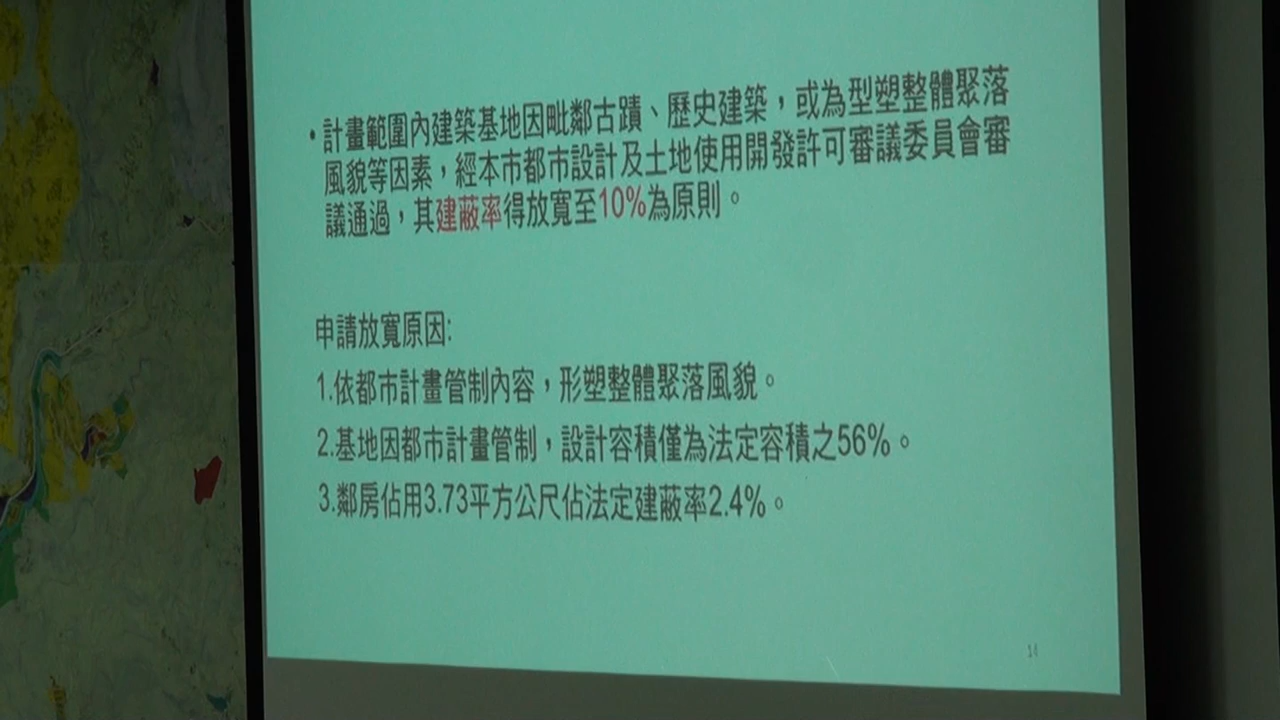 •計畫範圍內建築基地因毗鄰古蹟、歷史建築，或為型塑整體聚落
風貌等因素，經本市都市設計及土地使用開發許可審議委員會審
議通過，其建蔽率得放寬至10%為原則。
申請放寬原因:
1.依都市計畫管制內容，形塑整體聚落風貌。
2.基地因都市計畫管制，設計容積僅為法定容積之56%。
3.鄰房佔用3.73平方公尺佔法定建蔽率2.4%。
14